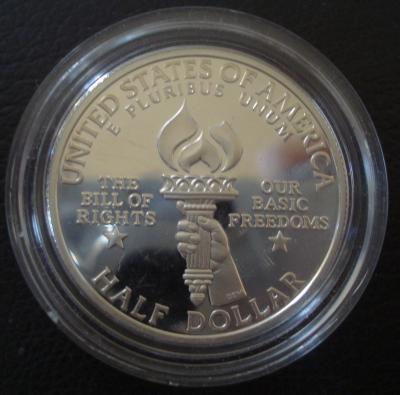 UNITED STATES OF AMERICA
E PLURIBUS UNUM
THE
BILL OF
RIGHTS
OUR
BASIC
FREEDOMS
HALF DOLLAR